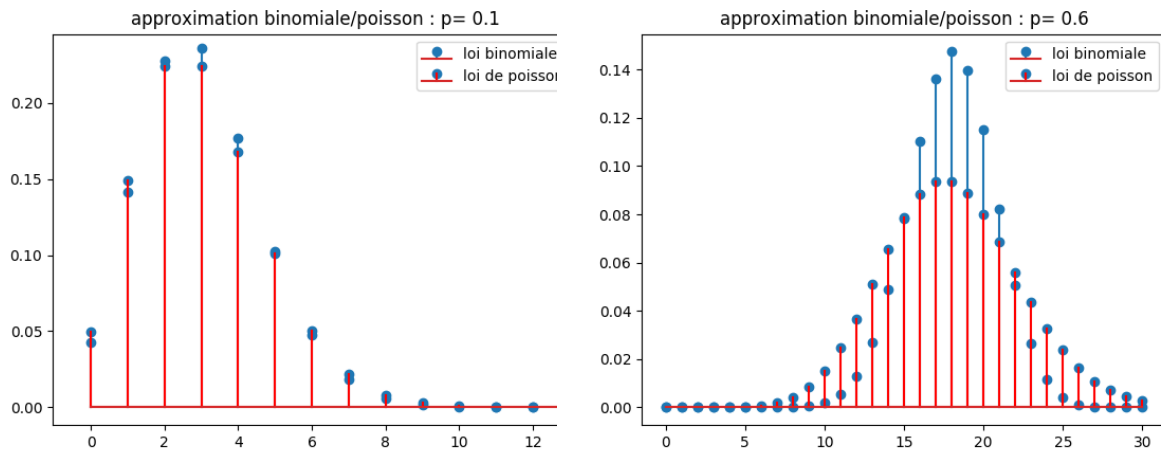 approximation binomiale/poisson : p= 0.1
loi binomiale
loi de poisson
0.20
0.15
0.10
0.05
0.00
0 2 4 6 8 10 12
approximation binomiale/poisson : p= 0.6
loi binomiale
loi de poisson
0.14
0.12
0.10
0.08
0.06
0.04
0.02
0.00
0 5 10 15 20 25 30